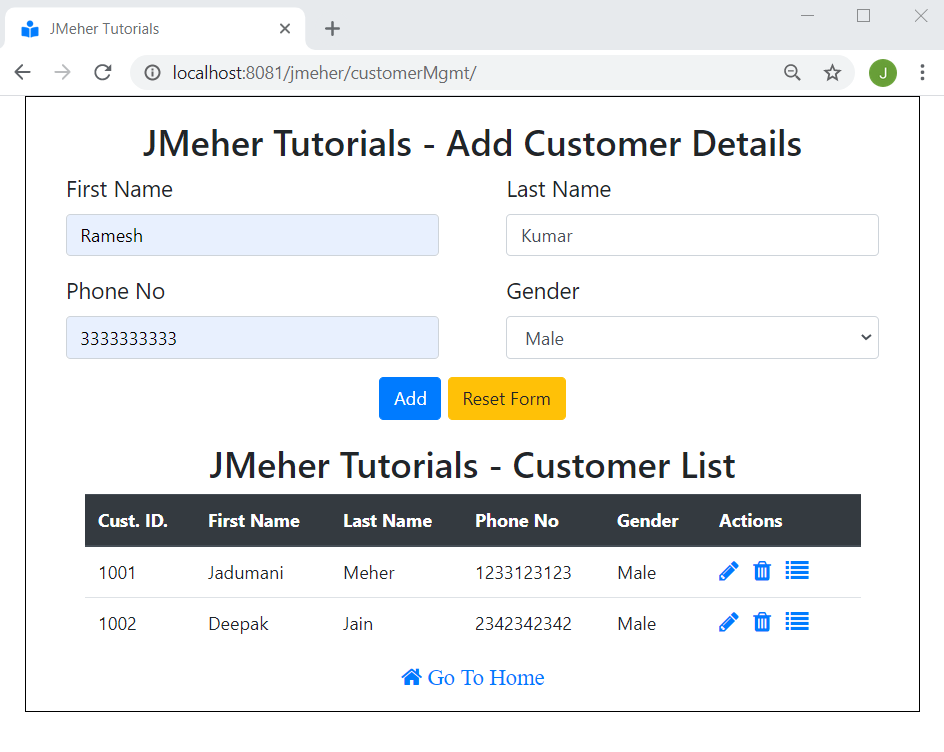 JMeher Tutorials
localhost:8081/jmeher/customerMgmt/
J
JMeher Tutorials - Add Customer Details
First Name Last Name
Ramesh Kumar
Phone No Gender
3333333333 Male
Add Reset Form
JMeher Tutorials - Customer List
Cust. ID. First Name Last Name Phone No Gender Actions
1001 Jadumani Meher 1233123123 Male
1002 Deepak Jain 2342342342 Male
Go To Home